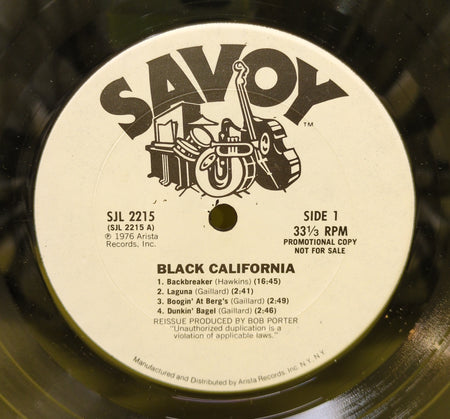 SAVOY
TM
SJL 2215
(SJL 2215 A)
℗ 1976 Arista
Records, Inc.
SIDE 1
33⅓ RPM
PROMOTIONAL COPY
NOT FOR SALE
BLACK CALIFORNIA
1. Backbreaker (Hawkins) (16:45)
2. Laguna (Gaillard) (2:41)
3. Boogin' At Berg's (Gaillard) (2:49)
4. Dunkin' Bagel (Gaillard) (2:46)
REISSUE PRODUCED BY BOB PORTER
"Unauthorized duplication is a
violation of applicable laws."
Manufactured and Distributed by Arista Records Inc N.Y. N.Y.